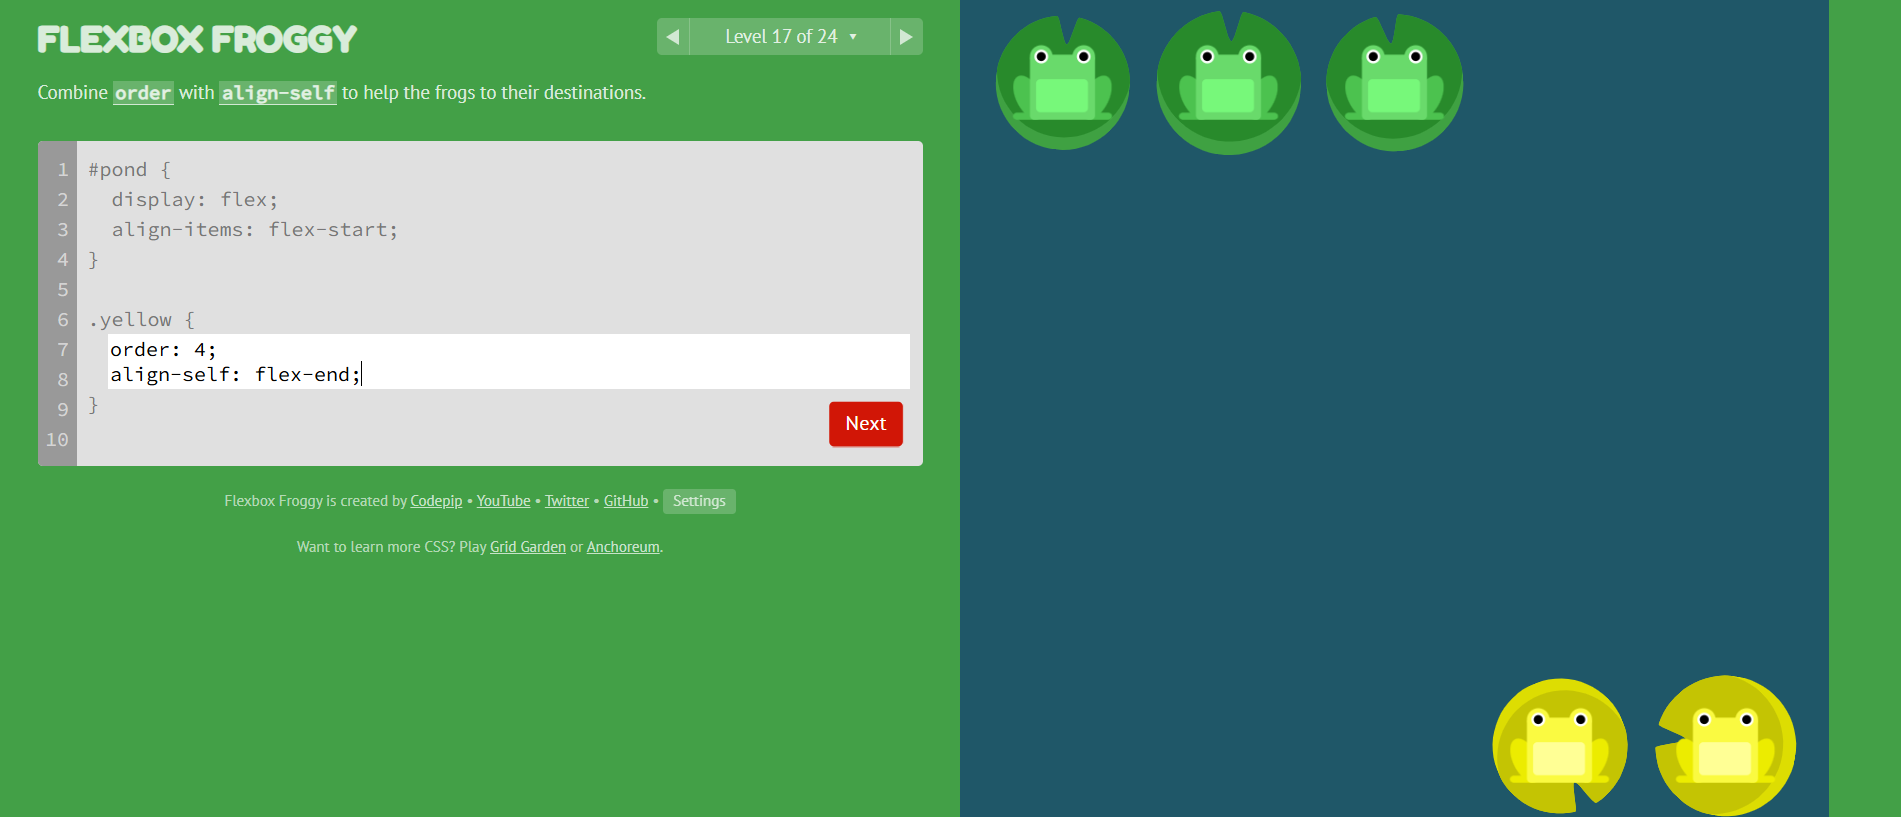 FLEXBOX FROGGY
◀ Level 17 of 24 ▼ ▶
Combine order with align-self to help the frogs to their destinations.
1 #pond {
2 display: flex;
3 align-items: flex-start;
4 }
5
6 .yellow {
7 order: 4;
8 align-self: flex-end;
9 }
10
Next
Flexbox Froggy is created by Codepip • YouTube • Twitter • GitHub • Settings
Want to learn more CSS? Play Grid Garden or Anchoreum.